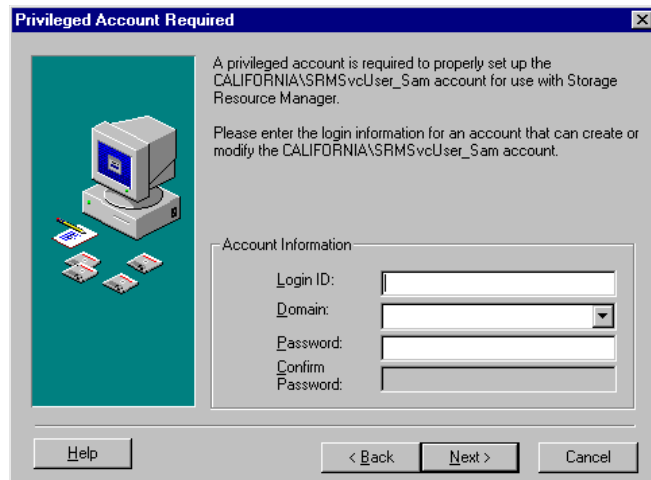 Privileged Account Required
A privileged account is required to properly set up the
CALIFORNIA\SRMSvcUser_Sam account for use with Storage
Resource Manager.
Please enter the login information for an account that can create or
modify the CALIFORNIA\SRMSvcUser_Sam account.
Account Information
Login ID:
Domain:
Password:
Confirm
Password:
Help
< Back
Next >
Cancel